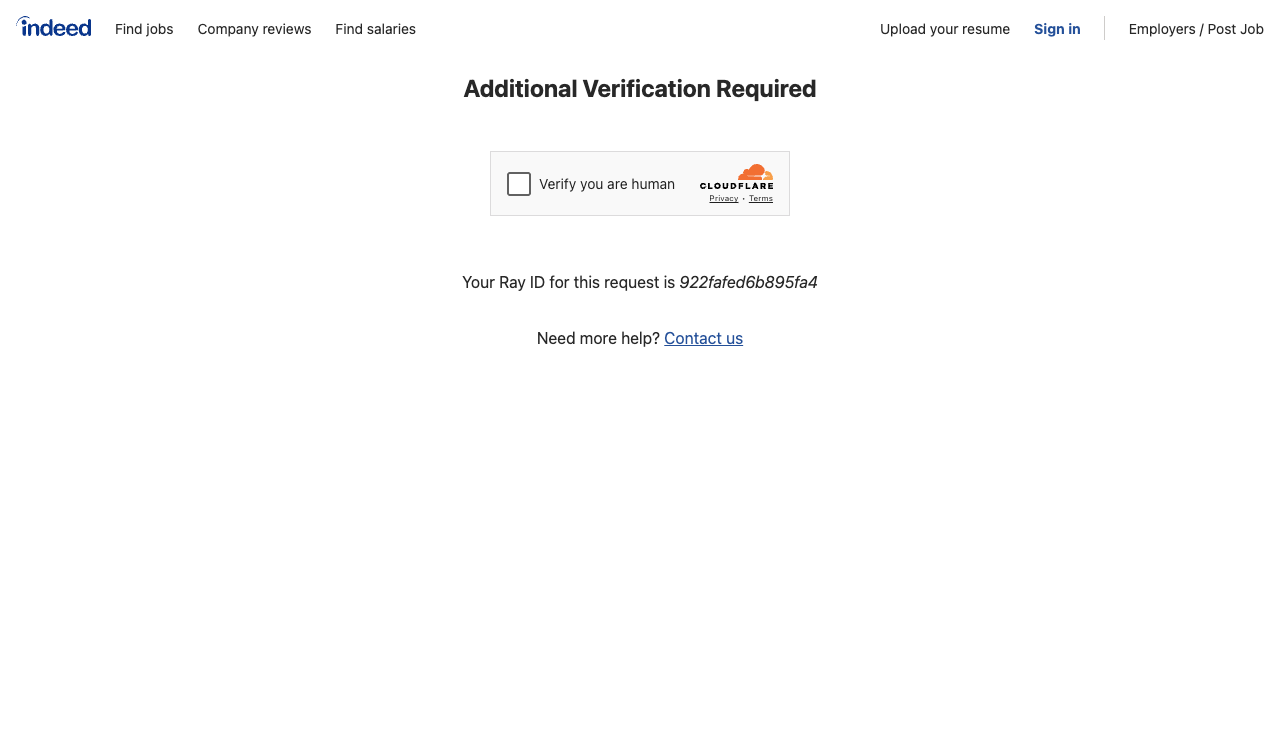 indeed Find jobs Company reviews Find salaries Upload your resume Sign in Employers / Post Job
Additional Verification Required
Verify you are human
CLOUDFLARE
Privacy • Terms
Your Ray ID for this request is 922fafed6b895fa4
Need more help? Contact us